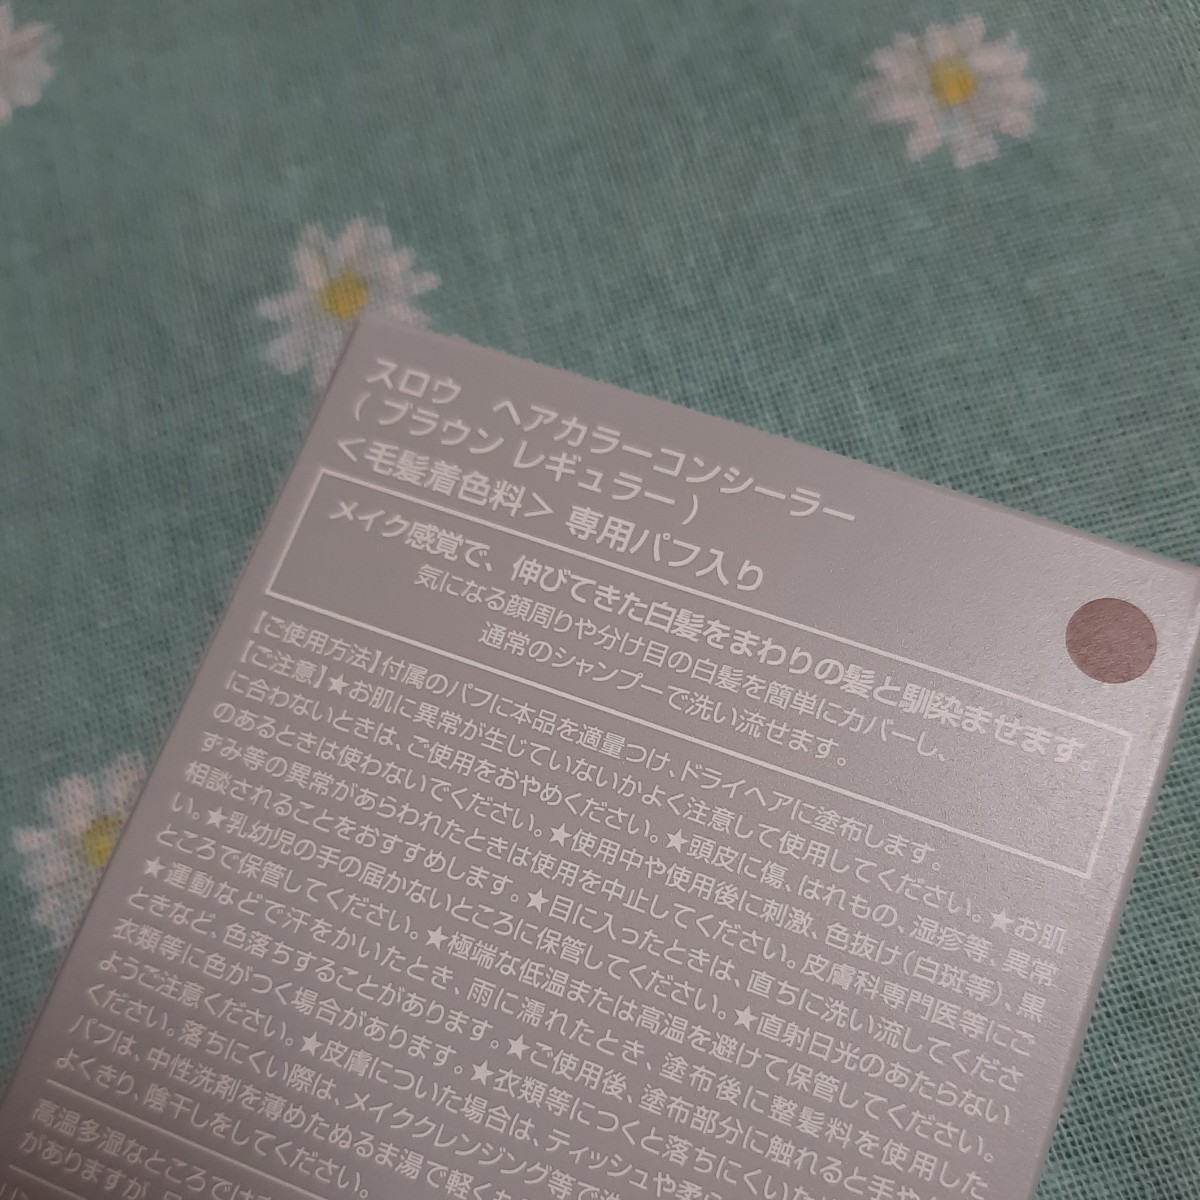 スロウ ヘアカラーコンシーラー
(ブラウン レギュラー)
<毛髪着色料> 専用パフ入り
メイク感覚で、伸びてきた白髪をまわりの髪と馴染ませます。
気になる顔周りや分け目の白髪を簡単にカバーし、
通常のシャンプーで洗い流せます。
【ご使用方法】付属のパフに本品を適量つけ、ドライヘアに塗布します。
【ご注意】★お肌に異常が生じていないかよく注意して使用してください。★お肌
に合わないときは、ご使用をおやめください。★頭皮に傷、はれもの、湿疹等、異常
のあるときは使わないでください。★使用中や使用後に刺激、色抜け(白斑等)、黒
ずみ等の異常があらわれたときは使用を中止してください。皮膚科専門医等にご
相談されることをおすすめします。★目に入ったときは、直ちに洗い流してくださ
い。★乳幼児の手の届かないところに保管してください。★直射日光のあたらない
ところで保管してください。★極端な低温または高温を避けて保管してください。
★運動などで汗をかいたとき、雨に濡れたとき、塗布後に整髪料を使用した
ときなど、色落ちすることがあります。★ご使用後、塗布部分に触れると手や
衣類等に色がつく場合があります。★衣類等につくと落ちにくい
ようご注意ください。★皮膚についた場合は、ティッシュや柔ら
ください。落ちにくい際は、メイククレンジング等で洗
パフは、中性洗剤を薄めたぬるま湯で軽くも
よくきり、陰干しをしてください。
高温多湿なところでは
がありますが、